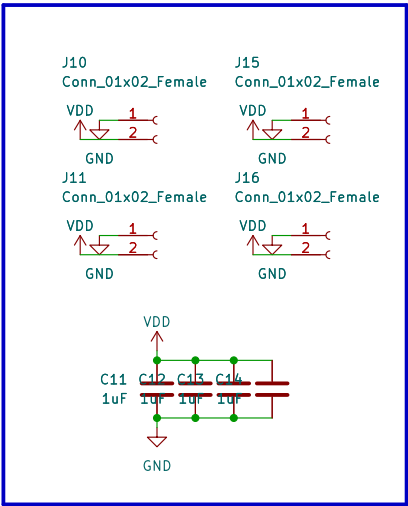 J10
Conn_01x02_Female
VDD
1
2
GND
J15
Conn_01x02_Female
VDD
1
2
GND
J11
Conn_01x02_Female
VDD
1
2
GND
J16
Conn_01x02_Female
VDD
1
2
GND
VDD
C11 C12 C13 C14
1uF 1uF 1uF 1uF
GND